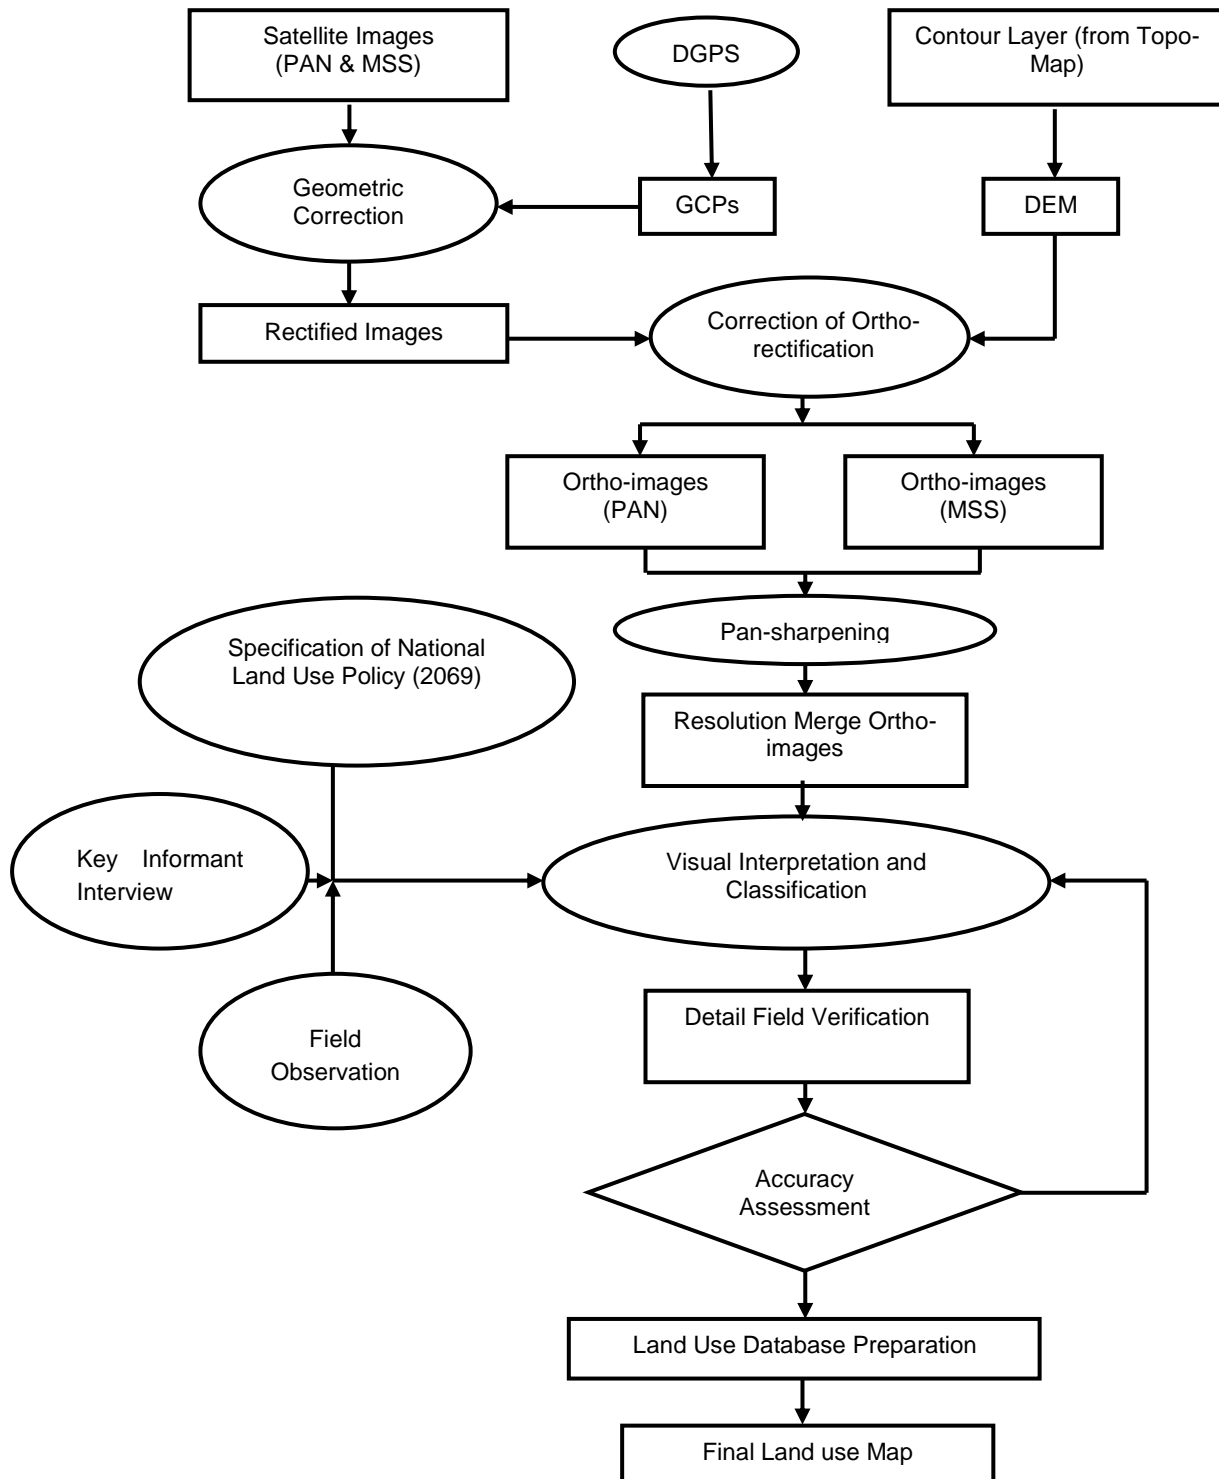 Satellite Images
(PAN & MSS)
DGPS
Contour Layer (from Topo-
Map)
Geometric
Correction
GCPs
DEM
Rectified Images
Correction of Ortho-
rectification
Ortho-images
(PAN)
Ortho-images
(MSS)
Pan-sharpening
Specification of National
Land Use Policy (2069)
Resolution Merge Ortho-
images
Key Informant
Interview
Visual Interpretation and
Classification
Field
Observation
Detail Field Verification
Accuracy
Assessment
Land Use Database Preparation
Final Land use Map